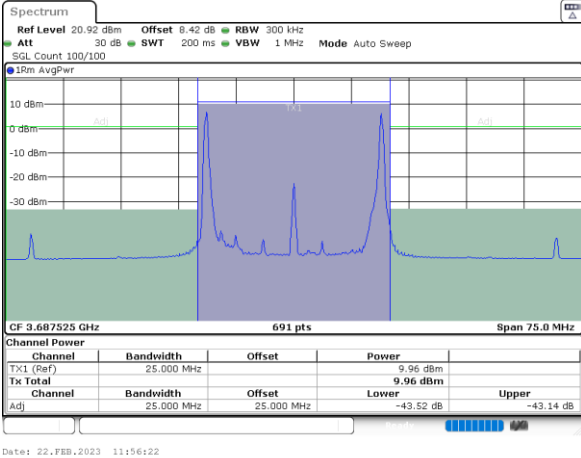 Spectrum
Ref Level 20.92 dBm Offset 8.42 dB RBW 300 kHz
Att 30 dB SWT 200 ms VBW 1 MHz Mode Auto Sweep
SGL Count 100/100
1Rm AvgPwr
10 dBm
TX1
Adj Adj
0 dBm
-10 dBm
-20 dBm
-30 dBm
CF 3.687525 GHz 691 pts Span 75.0 MHz
Channel Power
Channel Bandwidth Offset Power
TX1 (Ref) 25.000 MHz 9.96 dBm
Tx Total 9.96 dBm
Channel Bandwidth Offset Lower Upper
Adj 25.000 MHz 25.000 MHz -43.52 dB -43.14 dB
Ready
Date: 22.FEB.2023 11:56:22